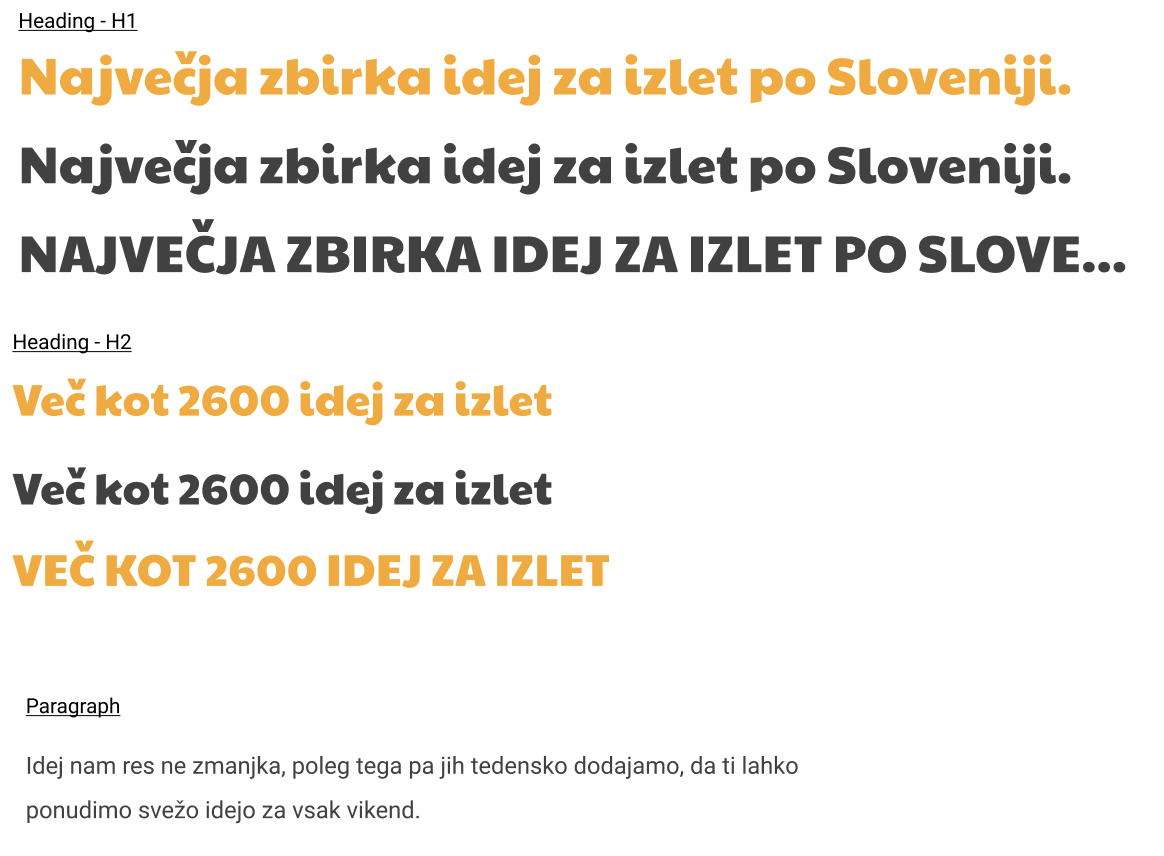 Heading - H1
Največja zbirka idej za izlet po Sloveniji.
Največja zbirka idej za izlet po Sloveniji.
NAJVEČJA ZBIRKA IDEJ ZA IZLET PO SLOVE...
Heading - H2
Več kot 2600 idej za izlet
Več kot 2600 idej za izlet
VEČ KOT 2600 IDEJ ZA IZLET
Paragraph
Idej nam res ne zmanjka, poleg tega pa jih tedensko dodajamo, da ti lahko
ponudimo svežo idejo za vsak vikend.